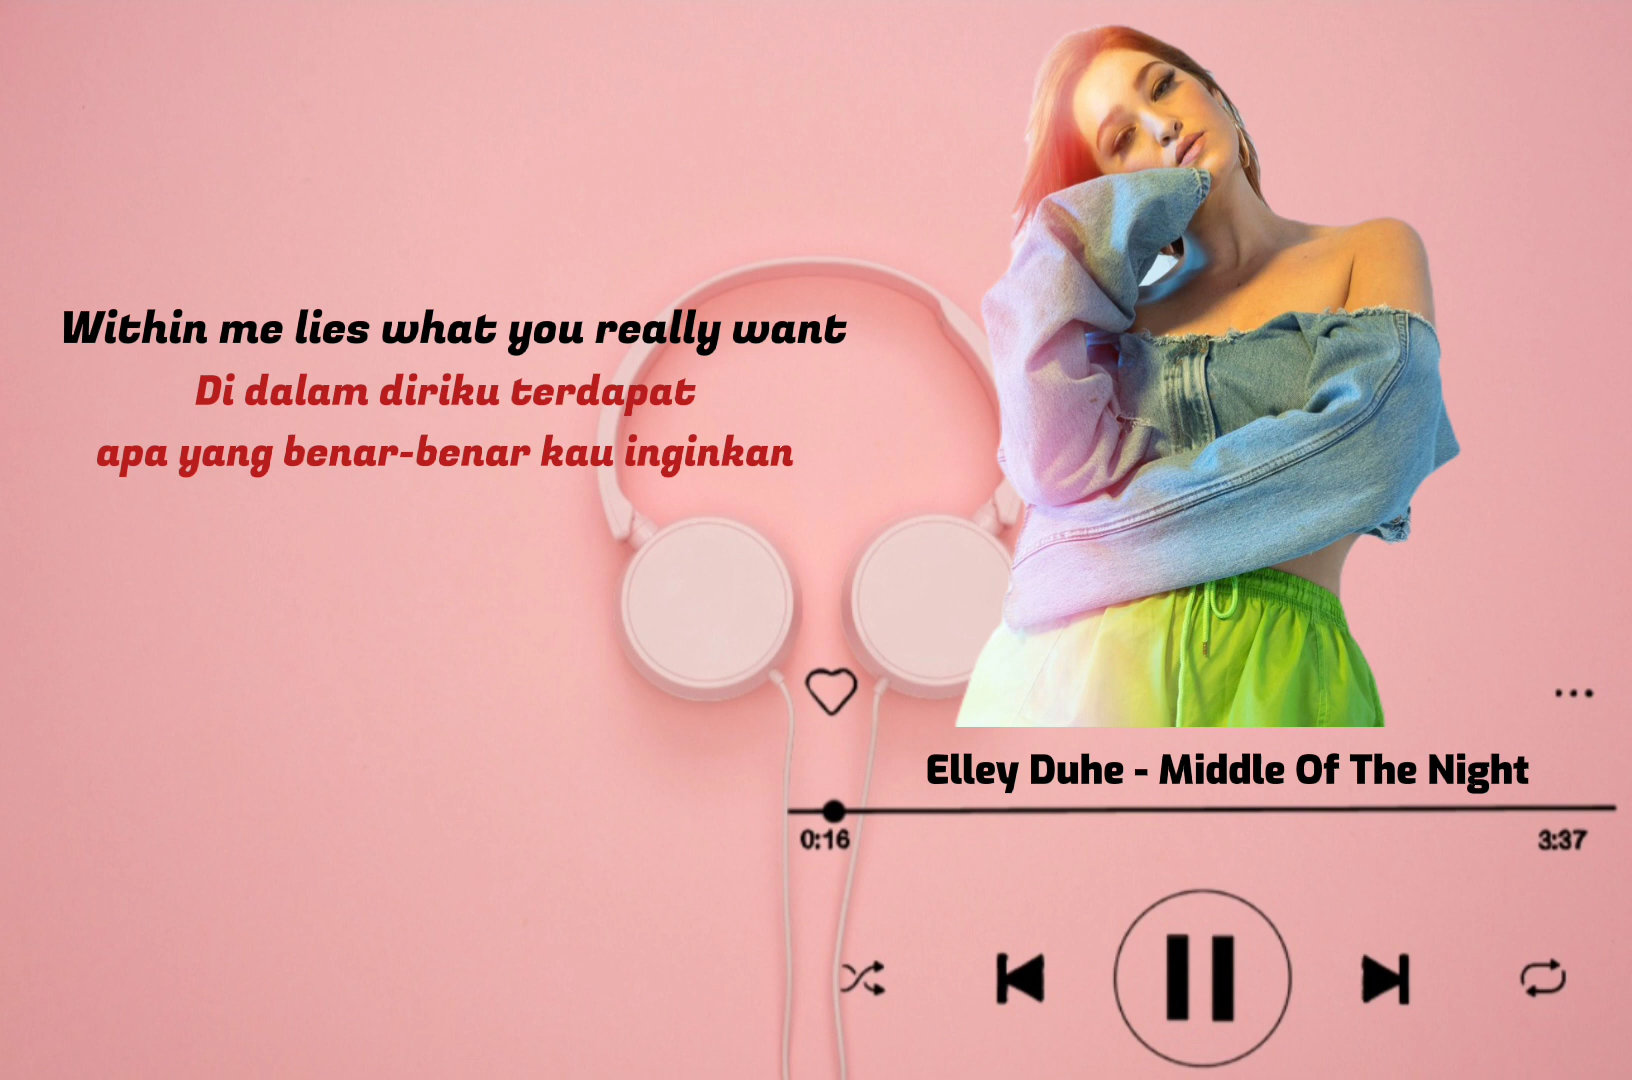 Within me lies what you really want
Di dalam diriku terdapat
apa yang benar-benar kau inginkan
Elley Duhe - Middle Of The Night
0:16
3:37